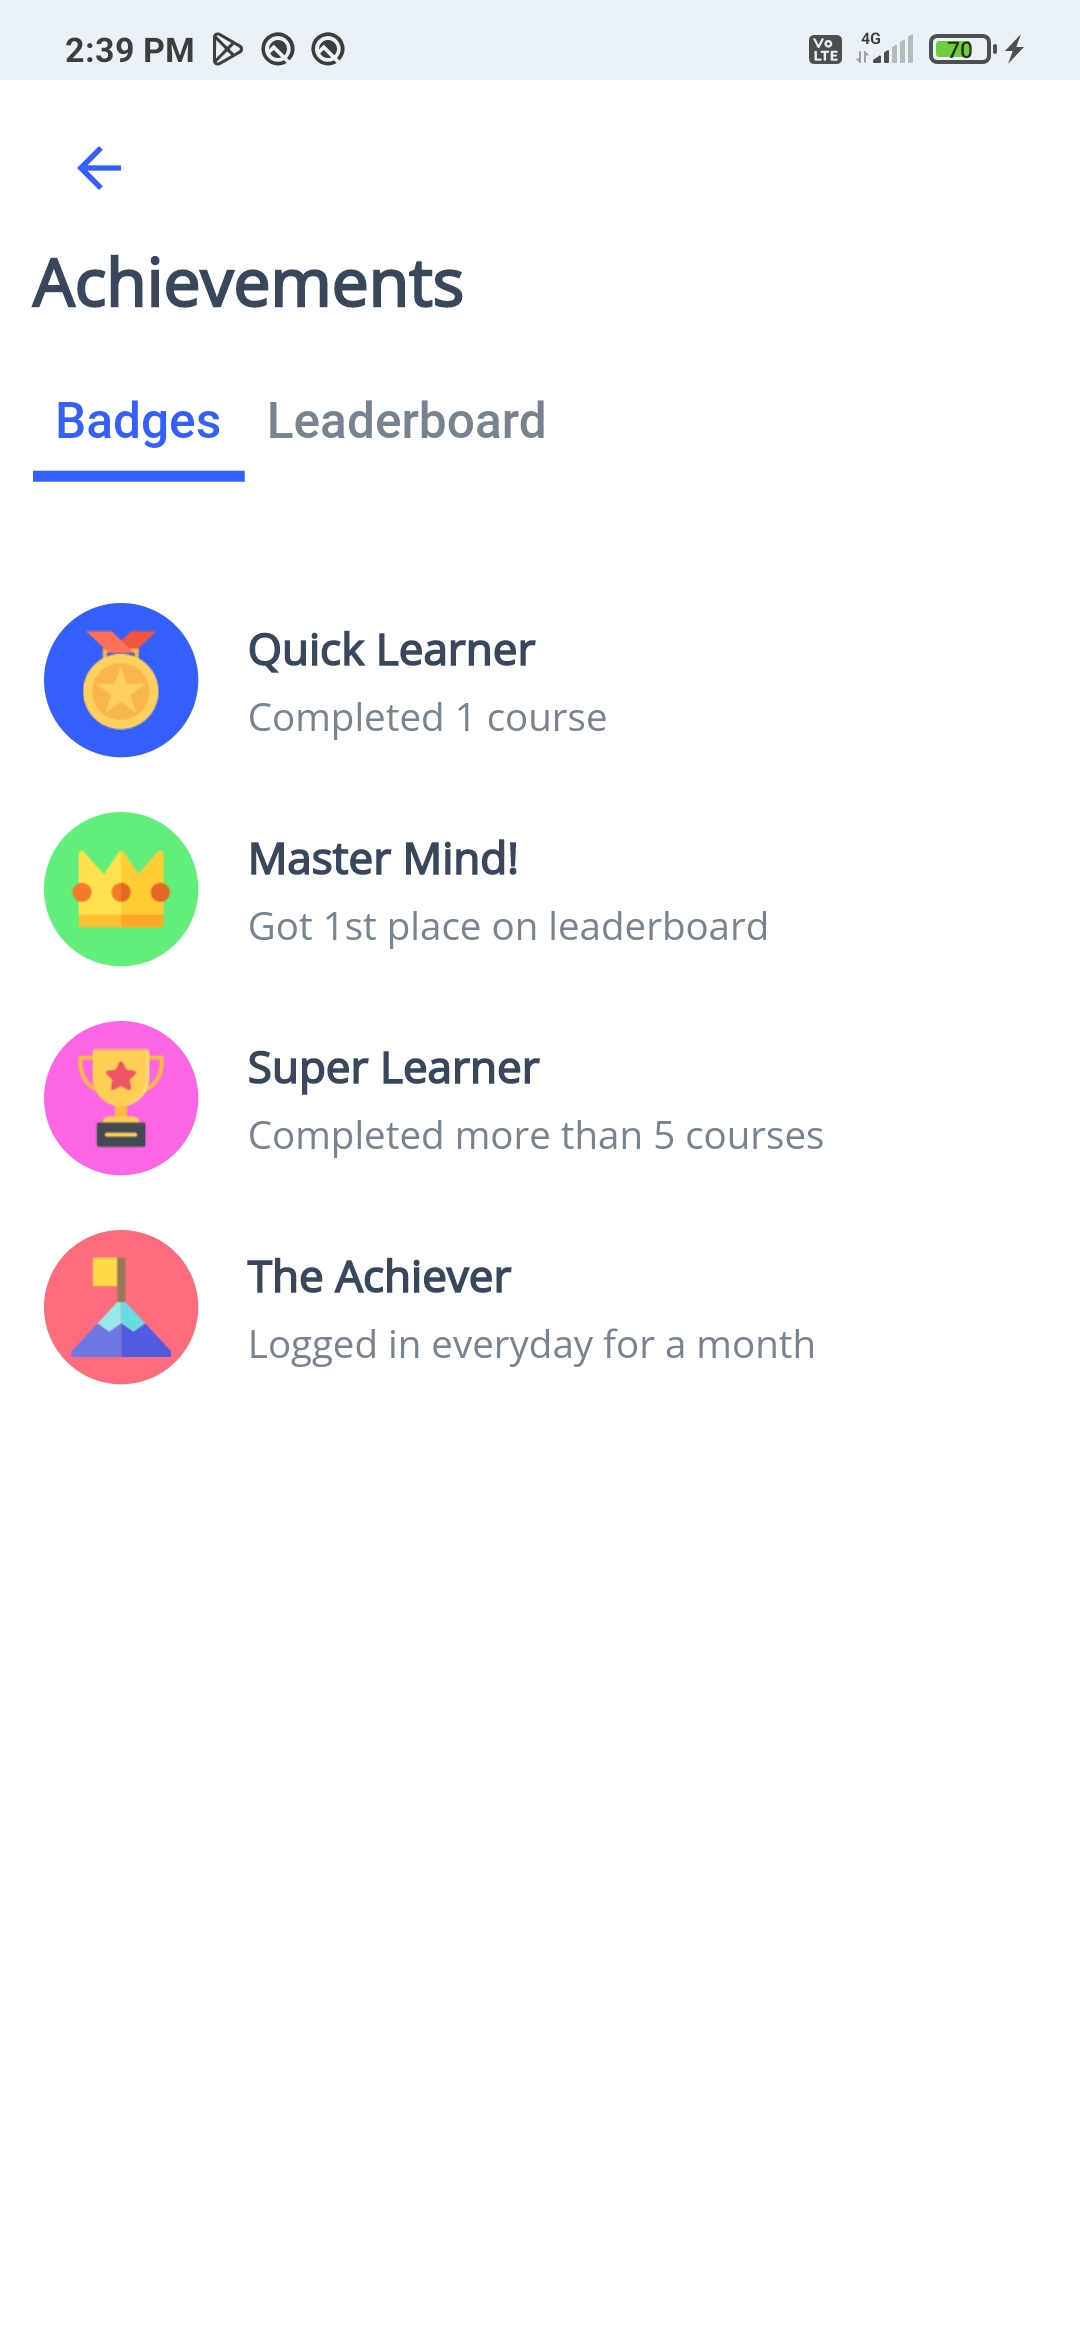 2:39 PM
Vo LTE
4G
70
Achievements
Badges Leaderboard
Quick Learner
Completed 1 course
Master Mind!
Got 1st place on leaderboard
Super Learner
Completed more than 5 courses
The Achiever
Logged in everyday for a month